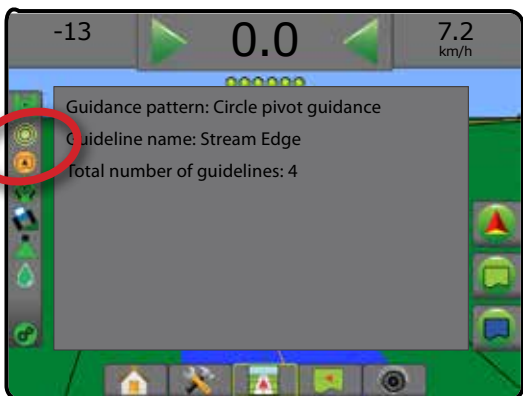 -13
0.0
7.2
km/h
Guidance pattern: Circle pivot guidance
Guideline name: Stream Edge
Total number of guidelines: 4